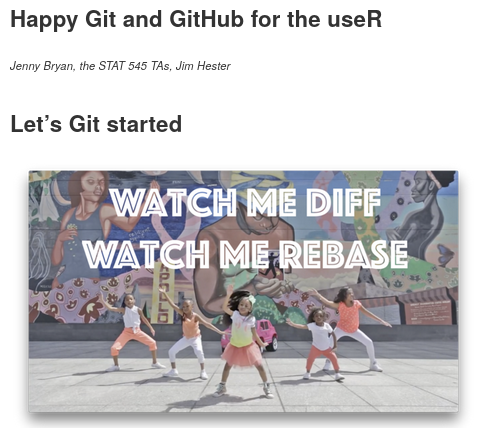 Happy Git and GitHub for the useR
Jenny Bryan, the STAT 545 TAs, Jim Hester
Let’s Git started
WATCH ME DIFF
WATCH ME REBASE